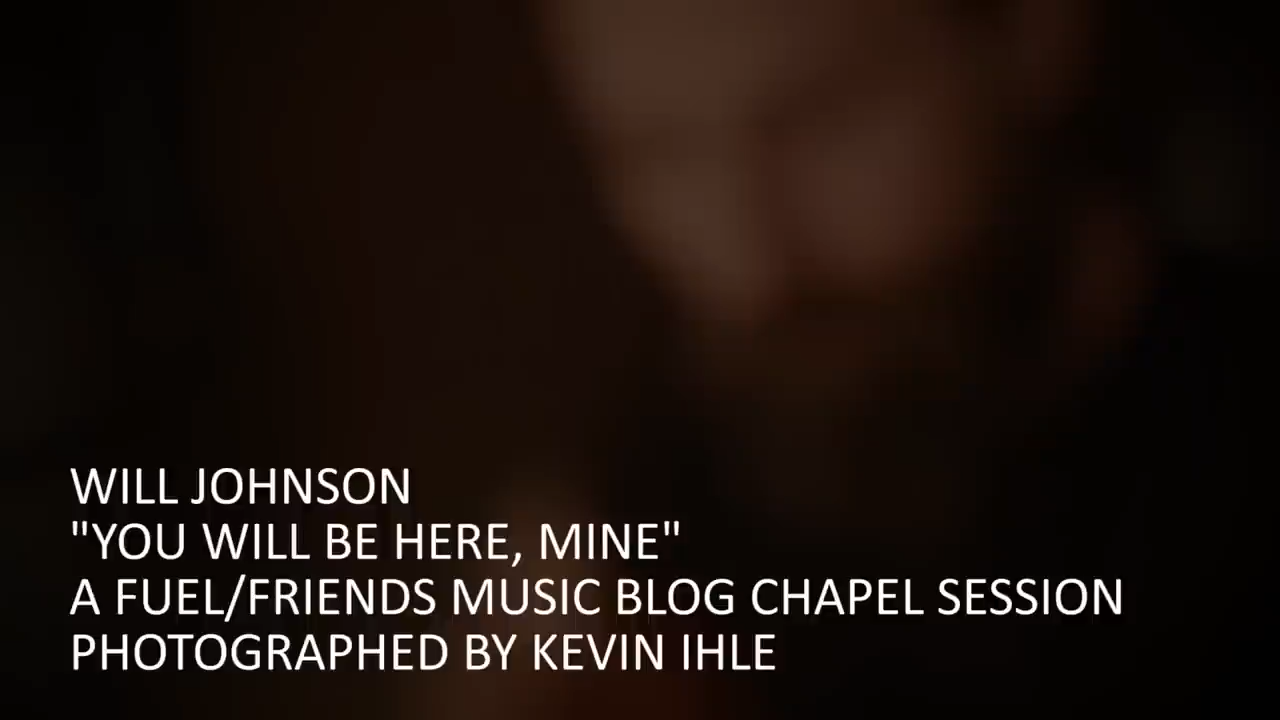 WILL JOHNSON
"YOU WILL BE HERE, MINE"
A FUEL/FRIENDS MUSIC BLOG CHAPEL SESSION
PHOTOGRAPHED BY KEVIN IHLE